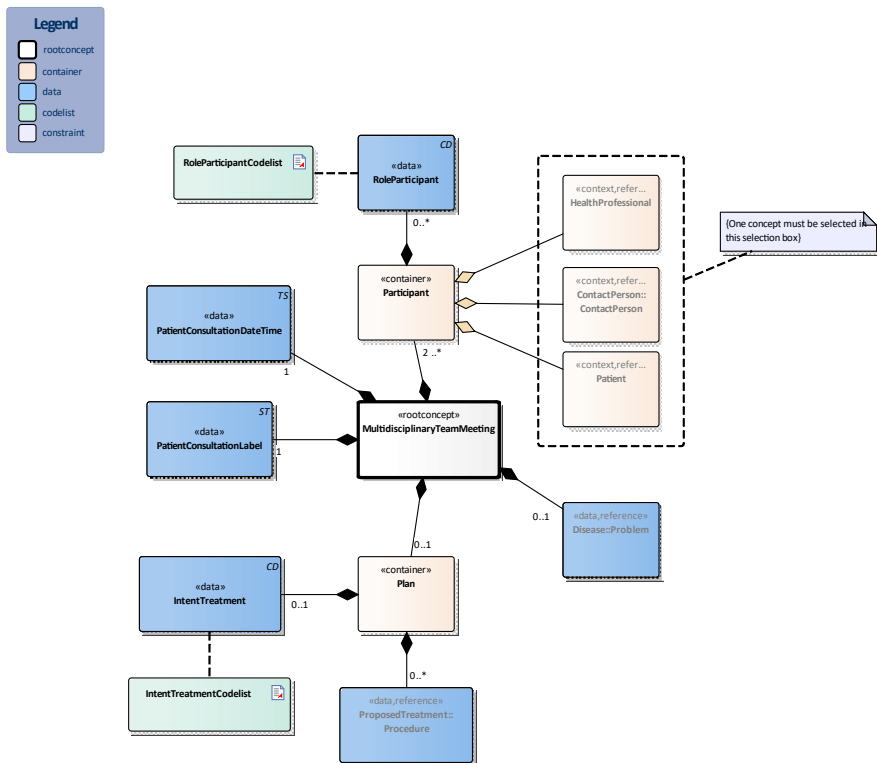 Legend
rootconcept
container
data
codelist
constraint
CD
«data»
RoleParticipant
RoleParticipantCodelist
0..*
«context,refer...
HealthProfessional
{One concept must be selected in
this selection box}
«container»
Participant
«context,refer...
ContactPerson::
ContactPerson
TS
«data»
PatientConsultationDateTime
1
2 ..*
«context,refer...
Patient
ST
«data»
PatientConsultationLabel
1
«rootconcept»
MultidisciplinaryTeamMeeting
0..1
«data,reference»
Disease::Problem
0..1
CD
«data»
IntentTreatment
0..1
«container»
Plan
0..*
IntentTreatmentCodelist
«data,reference»
ProposedTreatment::
Procedure